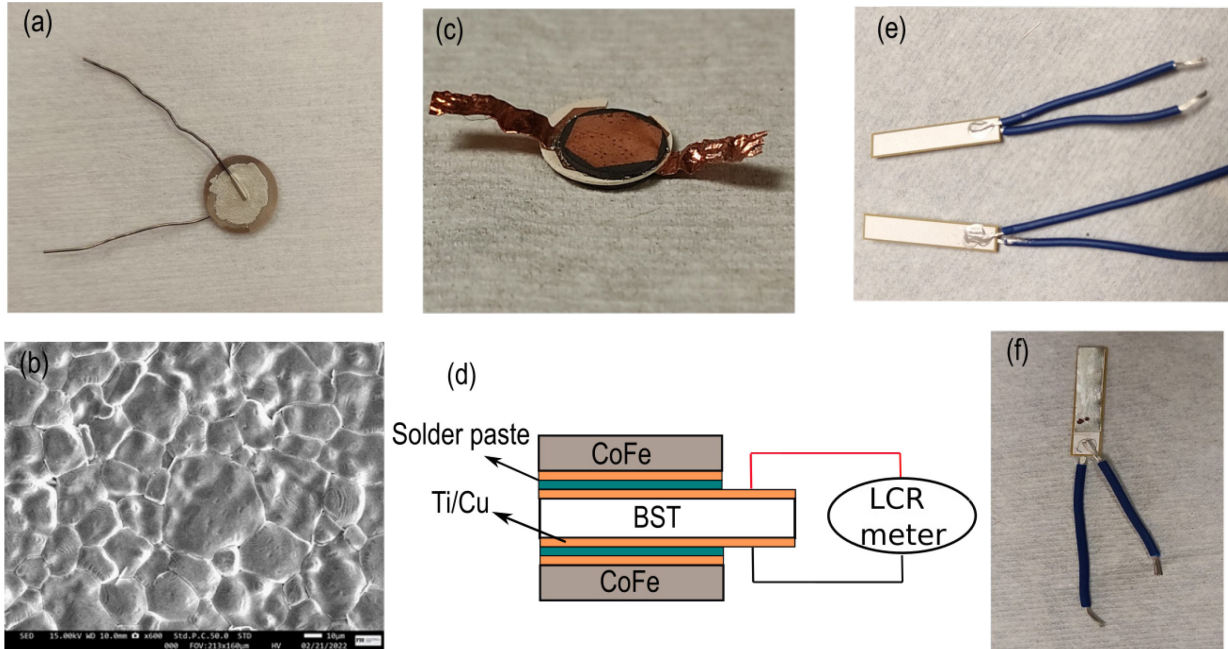 (a)
(c)
(e)
(b)
SED 15.00kV WD 10.0mm x600 Std.P.C.50.0 STD 10µm
000 FOV:213x160µm HV 02/21/2022
(d)
Solder paste
CoFe
Ti/Cu
BST
LCR
meter
CoFe
(f)